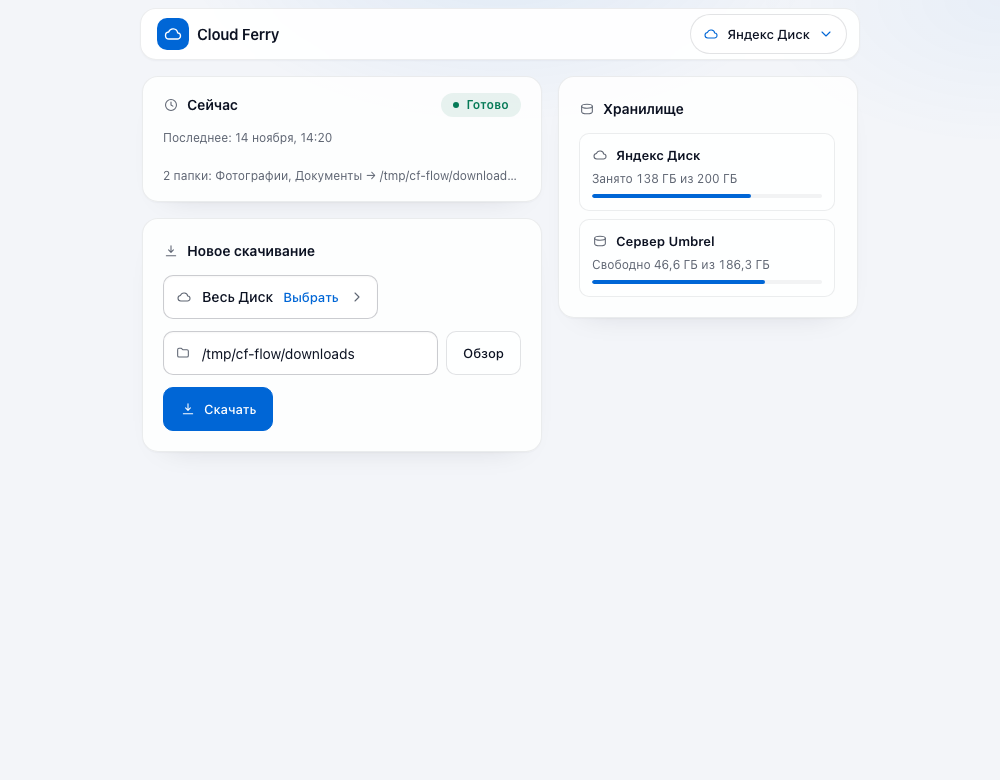 Cloud Ferry
Яндекс Диск
Сейчас
Готово
Последнее: 14 ноября, 14:20
2 папки: Фотографии, Документы → /tmp/cf-flow/download...
Новое скачивание
Весь Диск Выбрать
/tmp/cf-flow/downloads
Обзор
Скачать
Хранилище
Яндекс Диск
Занято 138 ГБ из 200 ГБ
Сервер Umbrel
Свободно 46,6 ГБ из 186,3 ГБ